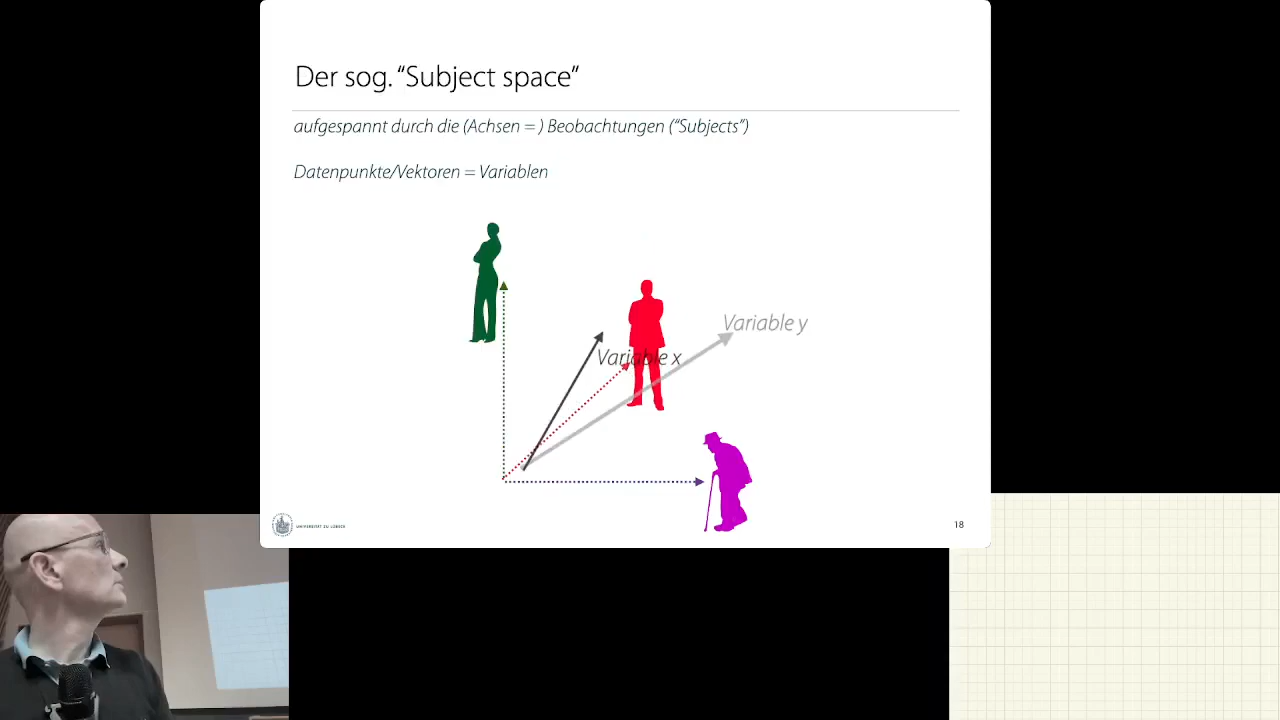 Der sog. “Subject space“
aufgespannt durch die (Achsen = ) Beobachtungen (“Subjects”)
Datenpunkte/Vektoren = Variablen
Variable y
Variable x
UNIVERSITÄT ZU LÜBECK
18